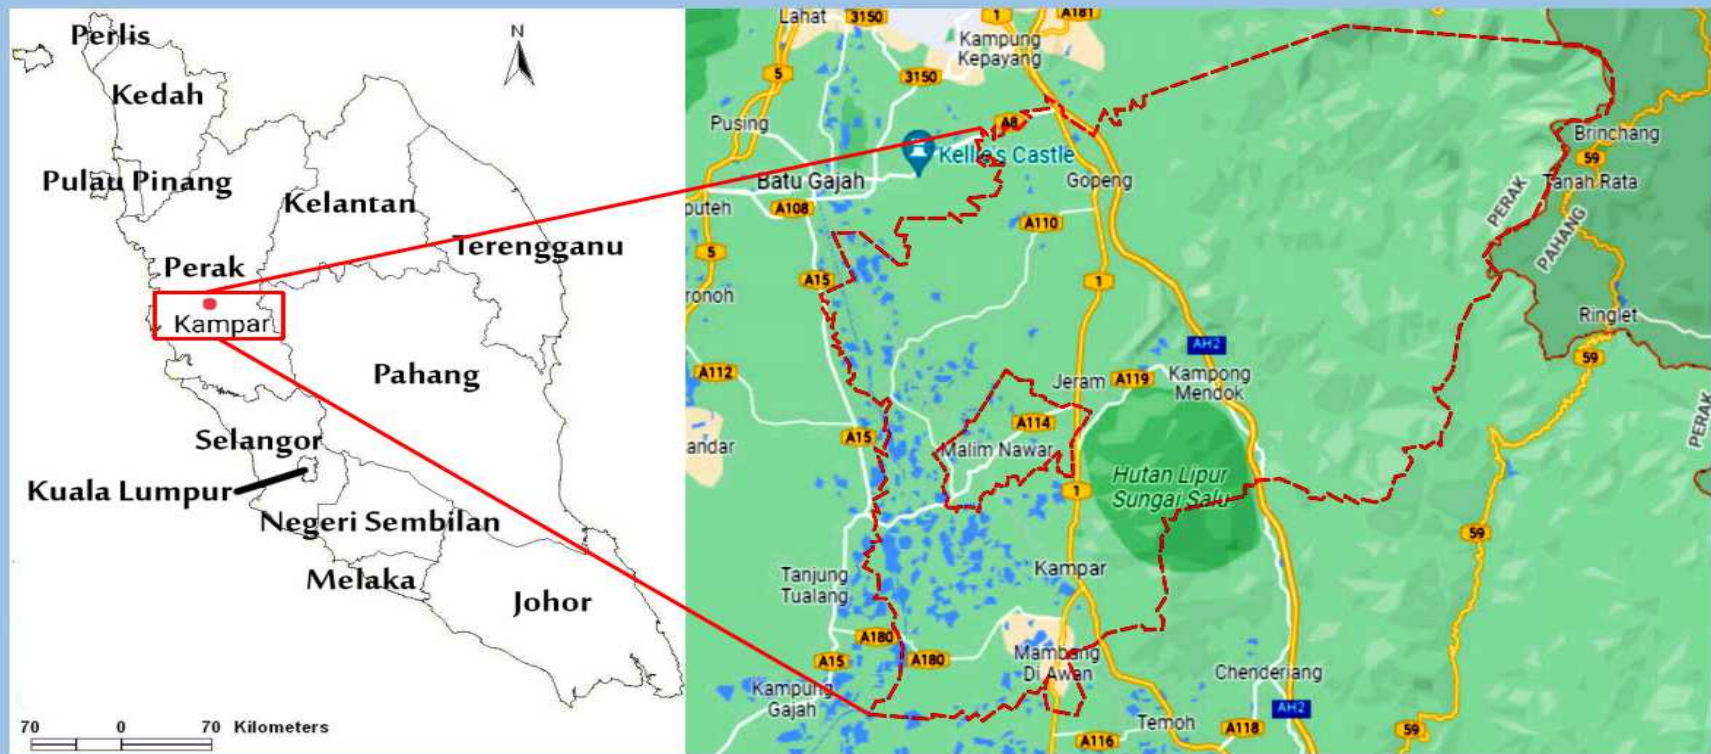 Perlis
N
Kedah
Pulau Pinang
Kelantan
Terengganu
Perak
Kampar
Pahang
Selangor
Kuala Lumpur
Negeri Sembilan
Melaka
Johor
70 0 70 Kilometers
Lahat
3150
1
A181
Kampung
Kepayang
5
3150
Pusing
A8
Brinchang
Kellie's Castle
59
Batu Gajah
Gopeng
Tanah Rata
puteh
A108
A110
PERAK
PAHANG
5
A15
1
ronoh
Ringlet
AH2
59
A112
Jeram
A119
Kampong
Mendok
A114
PERAK
A15
andar
Malim Nawar
Hutan Lipur
Sungai Salu
1
59
Tanjung
Tualang
Kampar
A180
A15
A180
Mambang
Di Awan
Chenderiang
Kampung
Gajah
AH2
Temoh
A118
59
A116